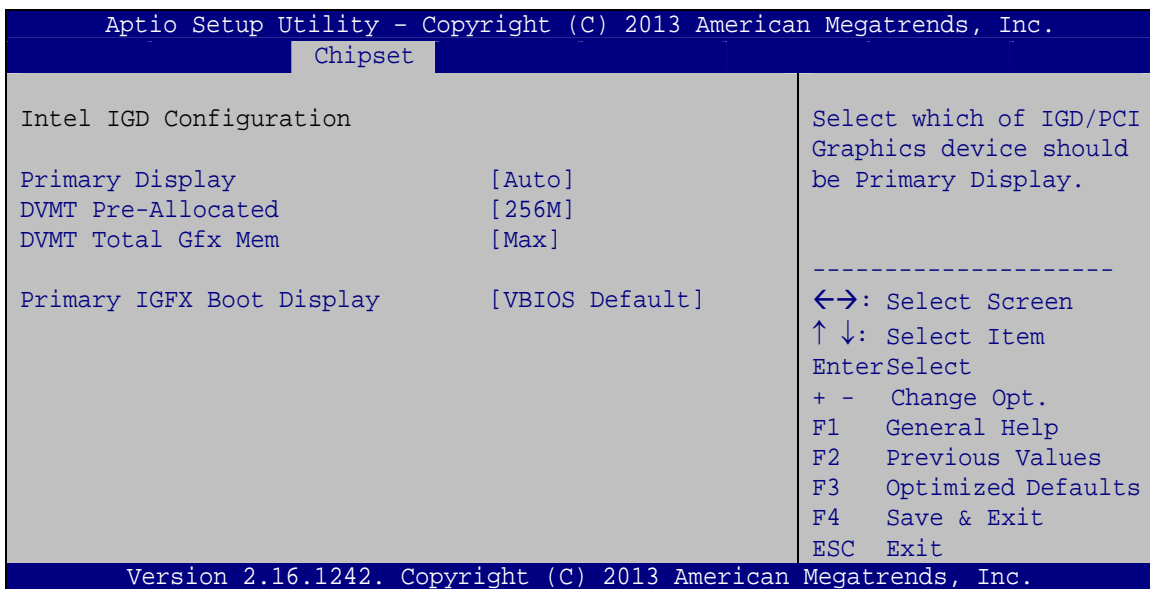 Aptio Setup Utility – Copyright (C) 2013 American Megatrends, Inc.
Chipset
Intel IGD Configuration
Primary Display [Auto]
DVMT Pre-Allocated [256M]
DVMT Total Gfx Mem [Max]
Primary IGFX Boot Display [VBIOS Default]
Select which of IGD/PCI
Graphics device should
be Primary Display.
---------------------
←→: Select Screen
↑ ↓: Select Item
EnterSelect
+ - Change Opt.
F1 General Help
F2 Previous Values
F3 Optimized Defaults
F4 Save & Exit
ESC Exit
Version 2.16.1242. Copyright (C) 2013 American Megatrends, Inc.